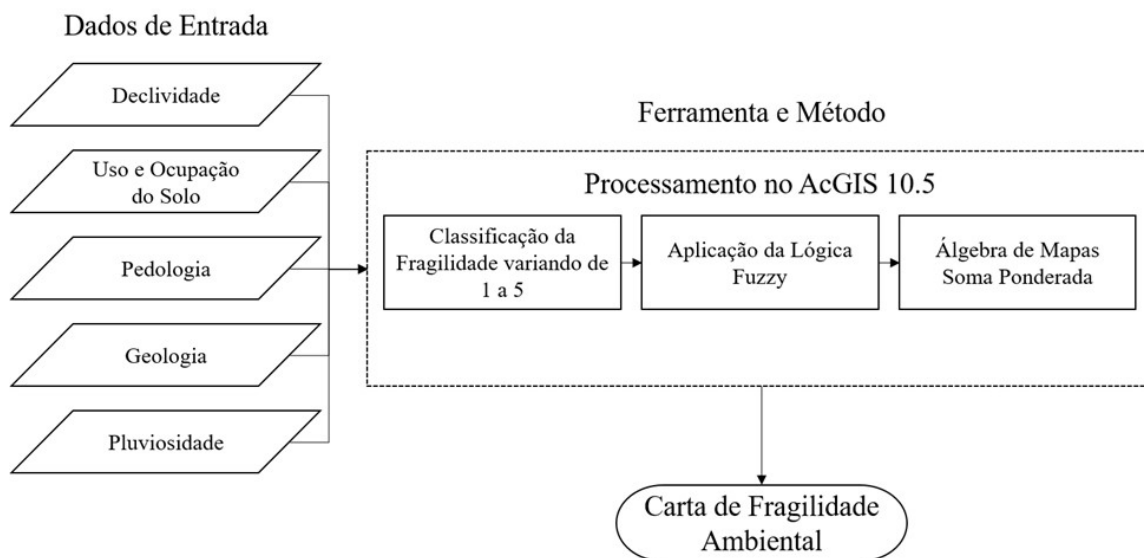 Dados de Entrada
Declividade
Uso e Ocupação
do Solo
Pedologia
Geologia
Pluviosidade
Ferramenta e Método
Processamento no AcGIS 10.5
Classificação da
Fragilidade variando de
1 a 5
Aplicação da Lógica
Fuzzy
Álgebra de Mapas
Soma Ponderada
Carta de Fragilidade
Ambiental